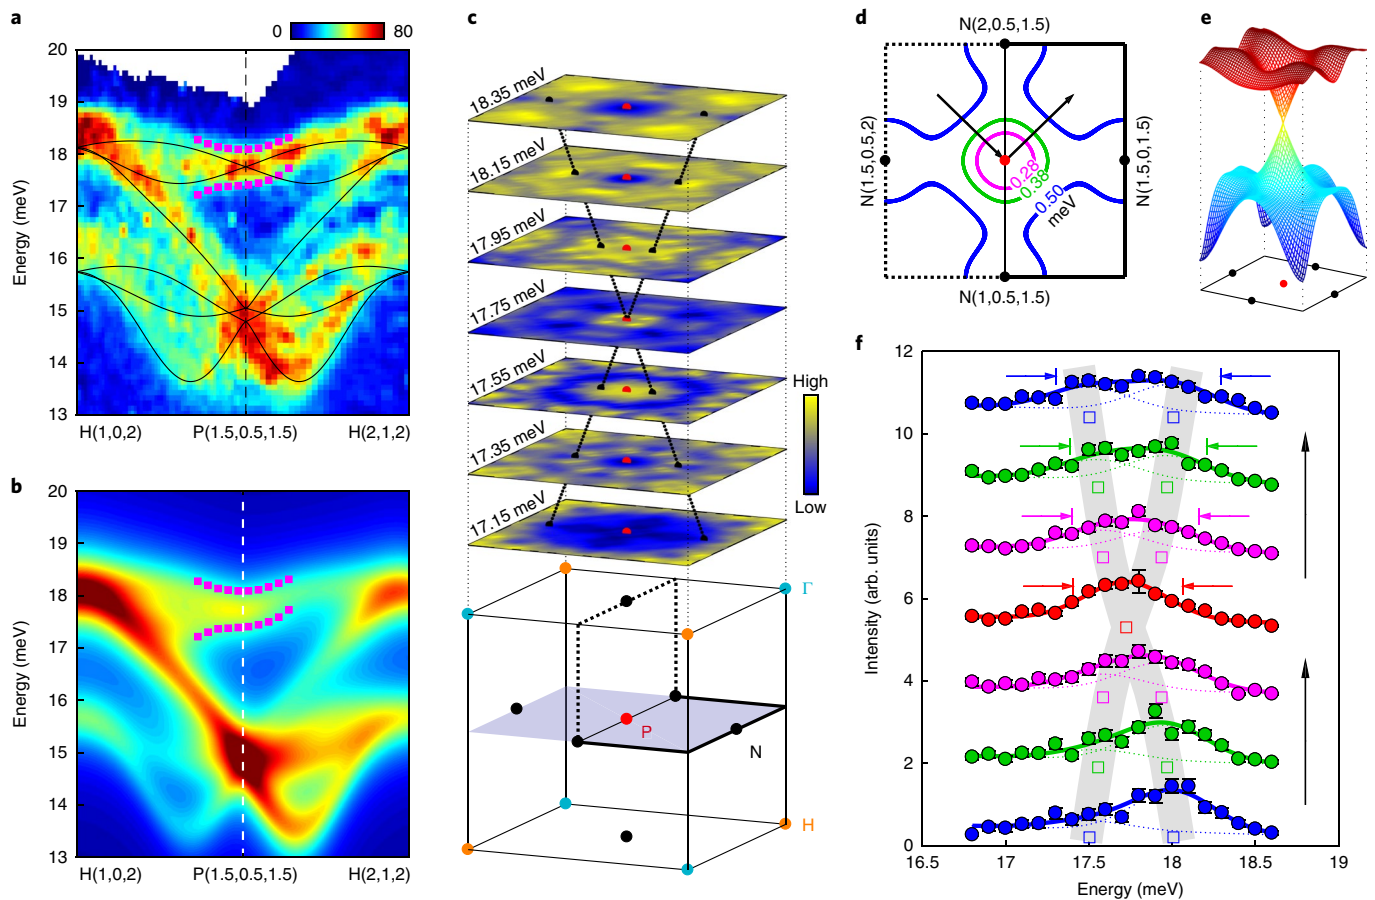 a
0
80
20
19
18
17
16
15
14
13
Energy (meV)
H(1,0,2)
P(1.5,0.5,1.5)
H(2,1,2)
b
20
19
18
17
16
15
14
13
Energy (meV)
H(1,0,2)
P(1.5,0.5,1.5)
H(2,1,2)
c
18.35 meV
18.15 meV
17.95 meV
17.75 meV
17.55 meV
17.35 meV
17.15 meV
High
Low
Γ
P
N
H
d
N(2,0.5,1.5)
N(1.5,0.5,2)
N(1.5,0,1.5)
0.28
0.38
0.50
meV
N(1,0.5,1.5)
e
f
12
10
8
6
4
2
0
Intensity (arb. units)
16.5
17
17.5
18
18.5
19
Energy (meV)